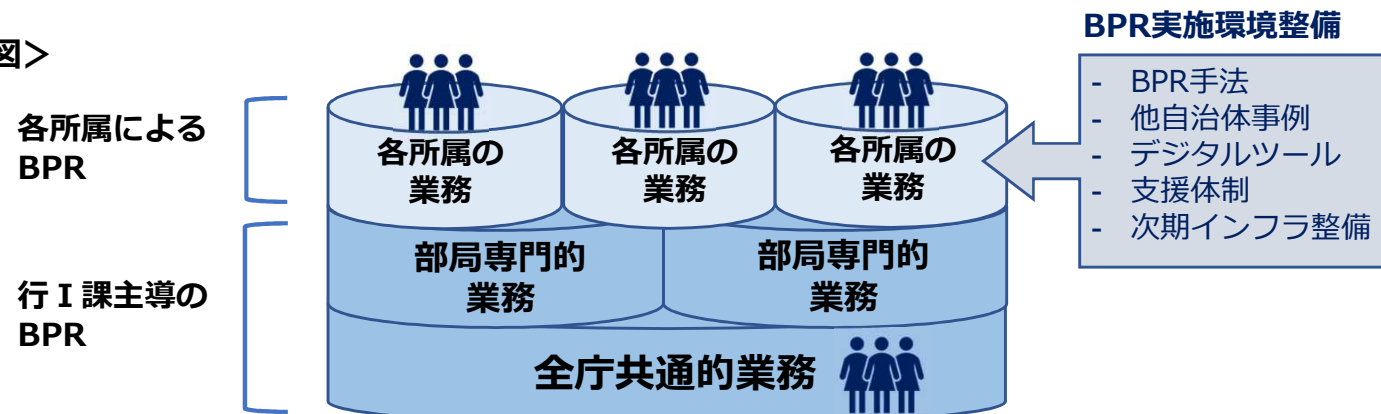 図＞
各所属による
BPR
行Ⅰ課主導の
BPR
各所属の
業務
各所属の
業務
各所属の
業務
部局専門的
業務
部局専門的
業務
全庁共通的業務
BPR実施環境整備
- BPR手法
- 他自治体事例
- デジタルツール
- 支援体制
- 次期インフラ整備